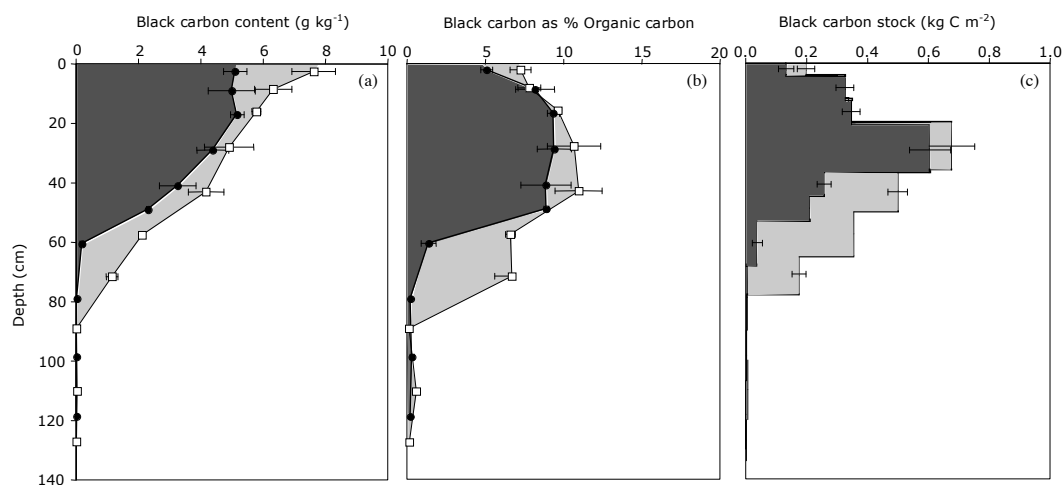 Black carbon content (g kg⁻¹)
0 2 4 6 8 10
Black carbon as % Organic carbon
0 5 10 15 20
Black carbon stock (kg C m⁻²)
0.0 0.2 0.4 0.6 0.8 1.0
Depth (cm)
0
20
40
60
80
100
120
140
(a)
(b)
(c)